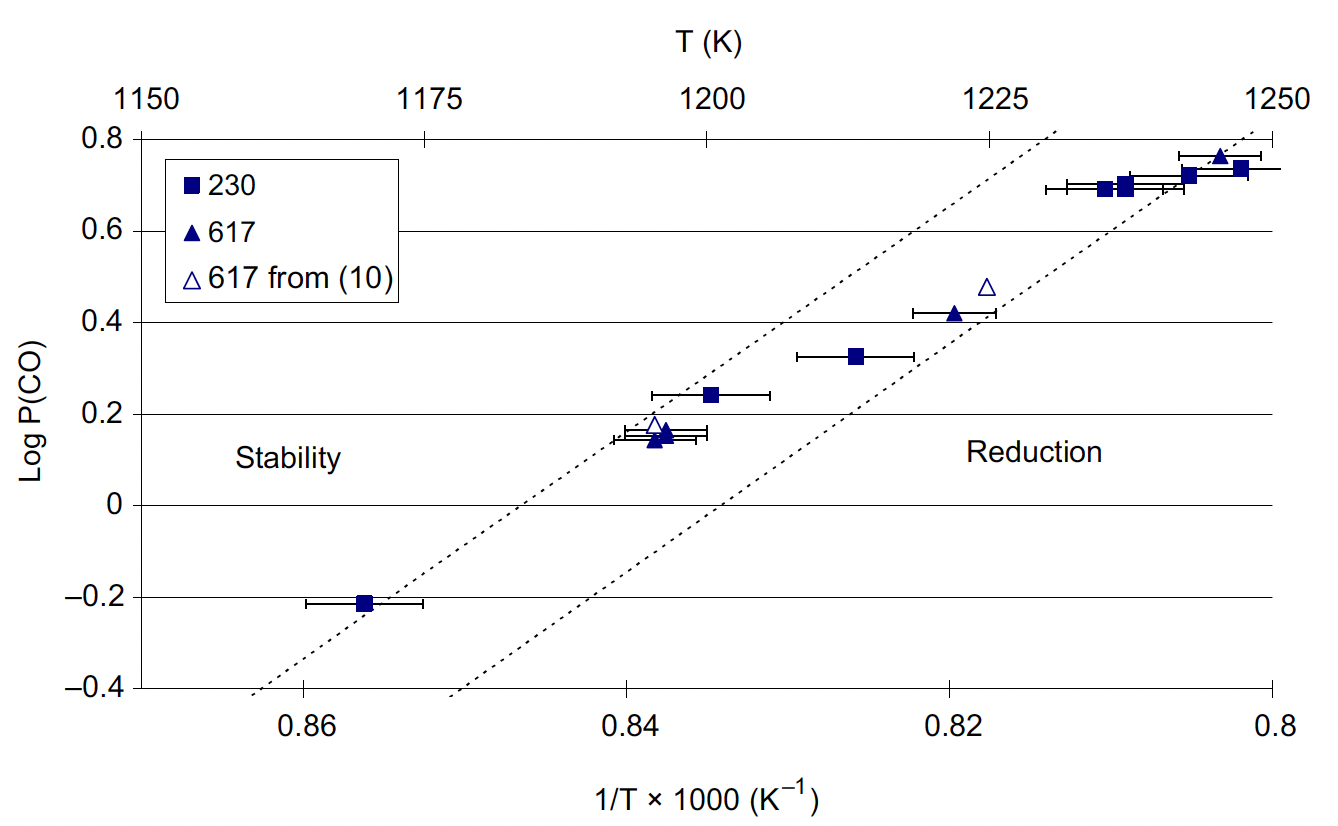 T (K)
1150 1175 1200 1225 1250
0.8
0.6
0.4
0.2
0
–0.2
–0.4
Log P(CO)
230
617
617 from (10)
Stability
Reduction
0.86 0.84 0.82 0.8
1/T × 1000 (K⁻¹)